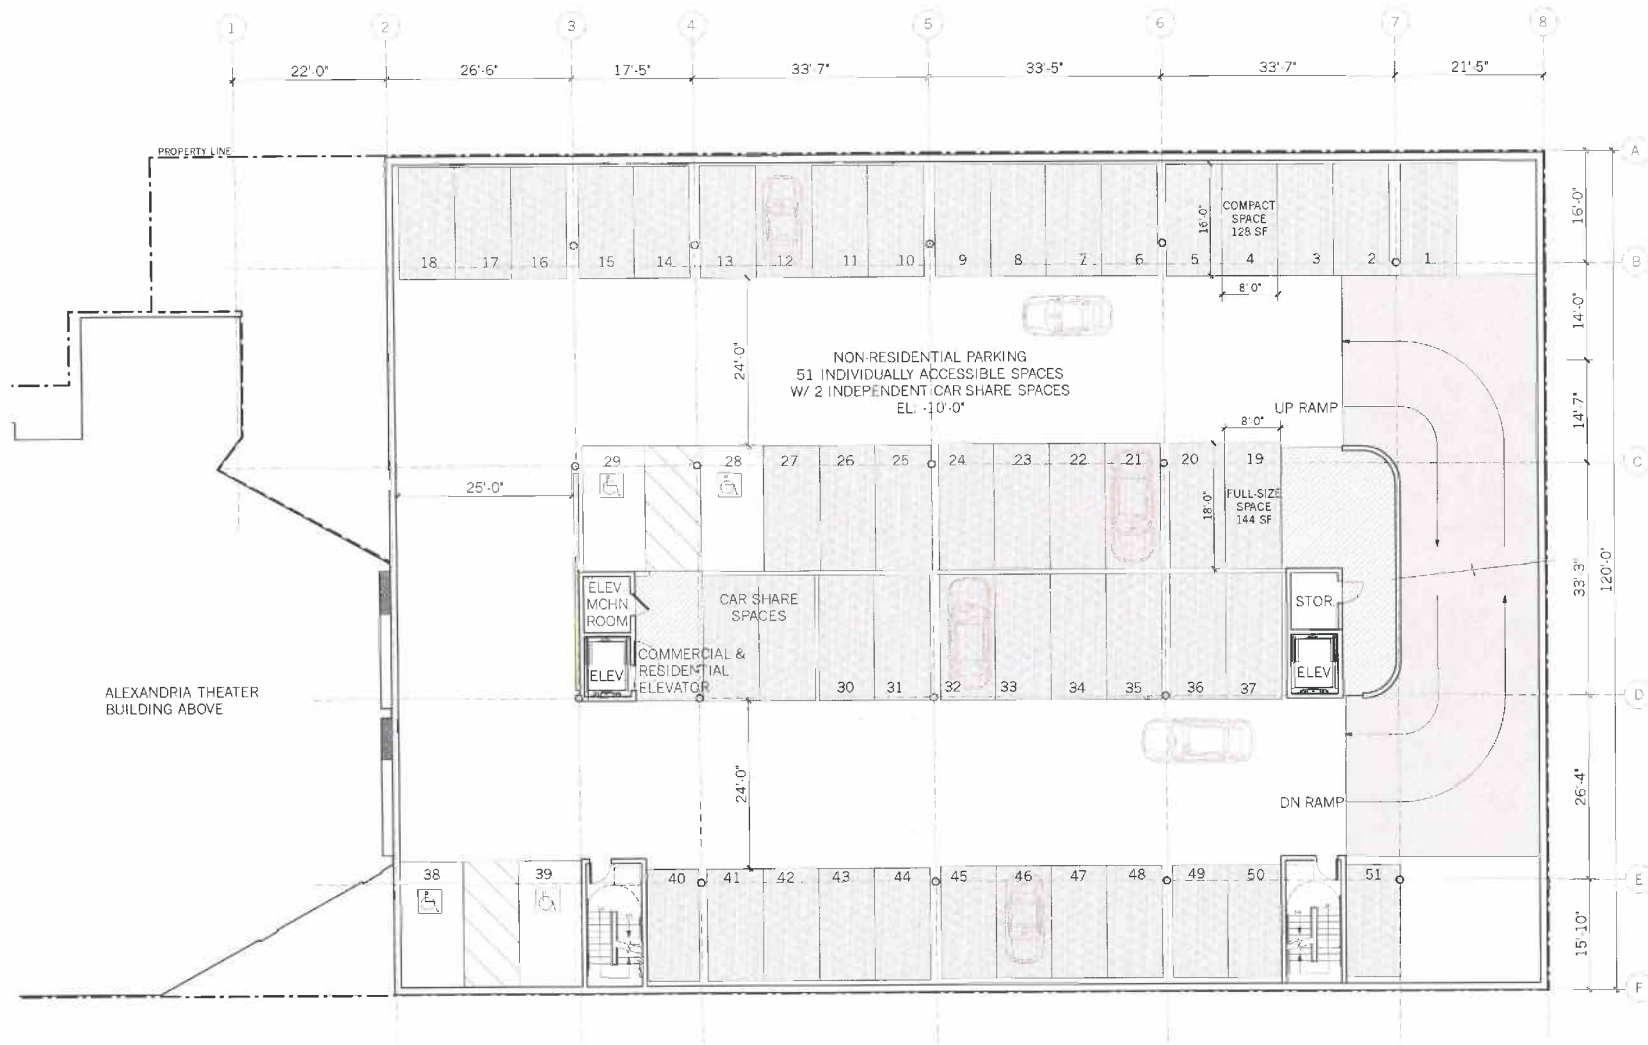 1 2 3 4 5 6 7 8
22'-0" 26'-6" 17'-5" 33'-7" 33'-5" 33'-7" 21'-5"
PROPERTY LINE
A
16'-0"
COMPACT
SPACE
128 SF
16'-0"
18 17 16 15 14 13 12 11 10 9 8 7 6 5 4 3 2 1
B
8'-0"
14'-0"
24'-0"
NON-RESIDENTIAL PARKING
51 INDIVIDUALLY ACCESSIBLE SPACES
W/ 2 INDEPENDENT CAR SHARE SPACES
EL: -10'-0"
UP RAMP
14'-7"
8'-0"
29 28 27 26 25 24 23 22 21 20 19
C
25'-0"
18'-0"
FULL-SIZE
SPACE
144 SF
33'-3"
120'-0"
ELEV
MCHN
ROOM
CAR SHARE
SPACES
STOR.
COMMERCIAL &
RESIDENTIAL
ELEVATOR
ELEV
ELEV
30 31 32 33 34 35 36 37
D
ALEXANDRIA THEATER
BUILDING ABOVE
24'-0"
26'-4"
DN RAMP
38 39 40 41 42 43 44 45 46 47 48 49 50 51
E
15'-10"
F